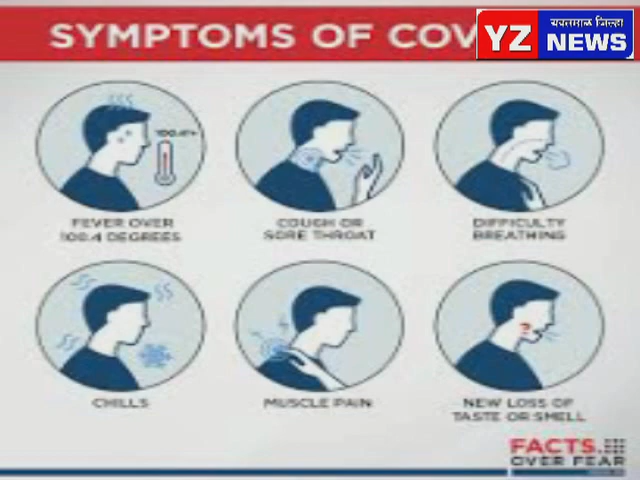 SYMPTOMS OF COV
यवतमाळ जिल्हा
YZ NEWS
100.4°+
FEVER OVER
100.4 DEGREES
COUGH OR
SORE THROAT
DIFFICULTY
BREATHING
CHILLS
MUSCLE PAIN
?
NEW LOSS OF
TASTE OR SMELL
FACTS
OVER FEAR